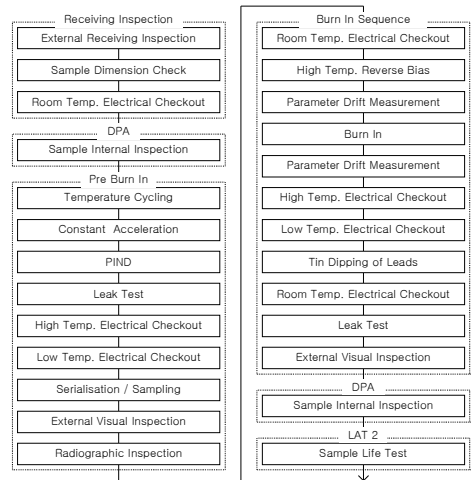 Receiving Inspection
External Receiving Inspection
Sample Dimension Check
Room Temp. Electrical Checkout
DPA
Sample Internal Inspection
Pre Burn In
Temperature Cycling
Constant Acceleration
PIND
Leak Test
High Temp. Electrical Checkout
Low Temp. Electrical Checkout
Serialisation / Sampling
External Visual Inspection
Radiographic Inspection
Burn In Sequence
Room Temp. Electrical Checkout
High Temp. Reverse Bias
Parameter Drift Measurement
Burn In
Parameter Drift Measurement
High Temp. Electrical Checkout
Low Temp. Electrical Checkout
Tin Dipping of Leads
Room Temp. Electrical Checkout
Leak Test
External Visual Inspection
DPA
Sample Internal Inspection
LAT 2
Sample Life Test